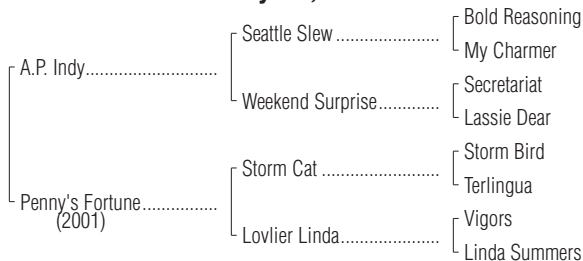 Bold Reasoning
Seattle Slew
My Charmer
A.P. Indy
Secretariat
Weekend Surprise
Lassie Dear
Storm Bird
Storm Cat
Terlingua
Penny's Fortune
(2001)
Vigors
Lovlier Linda
Linda Summers